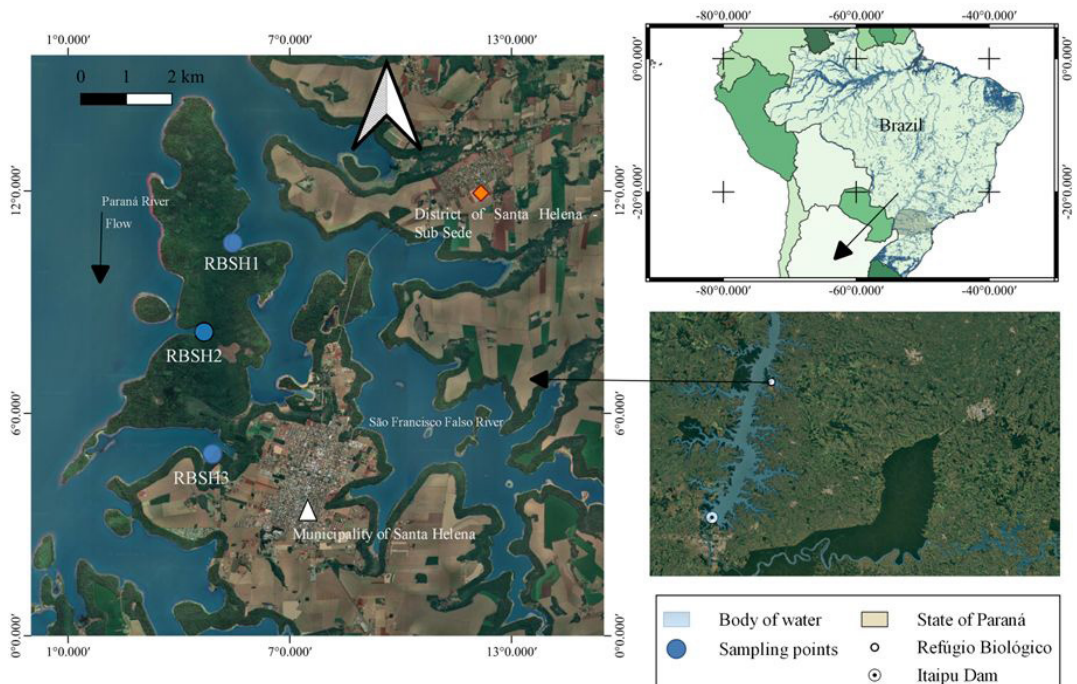 1°0.000′ 7°0.000′ 13°0.000′
0 1 2 km
12°0.000′ 12°0.000′
Paraná River
Flow
District of Santa Helena -
Sub Sede
RBSH1
RBSH2
6°0.000′ 6°0.000′
São Francisco Falso River
RBSH3
Municipality of Santa Helena
0°0.000′ 0°0.000′
1°0.000′ 7°0.000′ 13°0.000′
-80°0.000′ -60°0.000′ -40°0.000′
0°0.000′ 0°0.000′
Brazil
-20°0.000′ -20°0.000′
-80°0.000′ -60°0.000′ -40°0.000′
Body of water
State of Paraná
Sampling points
Refúgio Biológico
Itaipu Dam